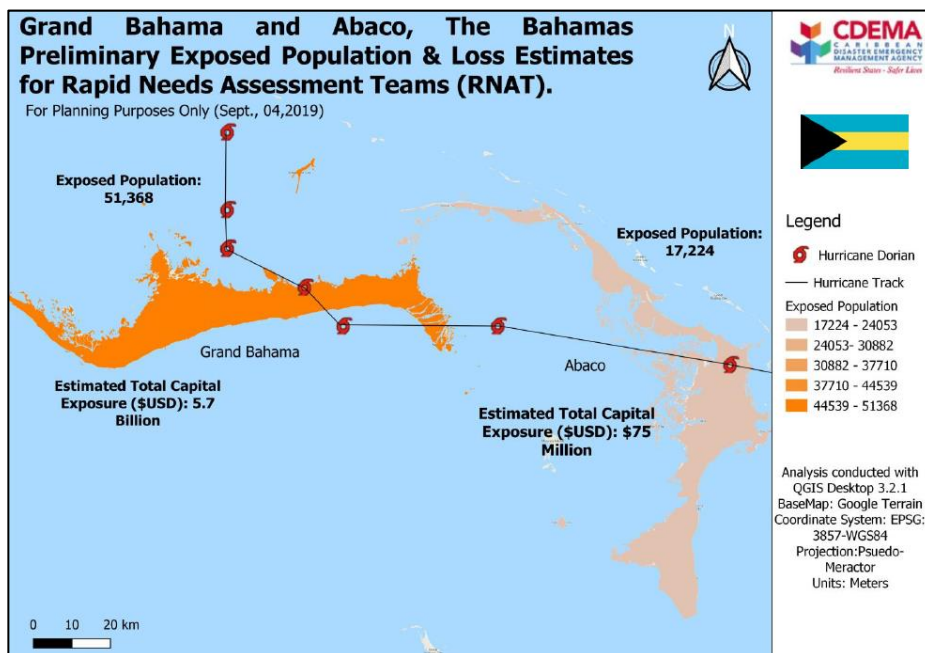 Grand Bahama and Abaco, The Bahamas
Preliminary Exposed Population & Loss Estimates
for Rapid Needs Assessment Teams (RNAT).
For Planning Purposes Only (Sept., 04,2019)
CDEMA
CARIBBEAN
DISASTER EMERGENCY
MANAGEMENT AGENCY
Resilient States - Safer Lives
N
Exposed Population:
51,368
Exposed Population:
17,224
Grand Bahama
Abaco
Estimated Total Capital
Exposure ($USD): 5.7
Billion
Estimated Total Capital
Exposure ($USD): $75
Million
Legend
Hurricane Dorian
Hurricane Track
Exposed Population
17224 - 24053
24053- 30882
30882 - 37710
37710 - 44539
44539 - 51368
Analysis conducted with
QGIS Desktop 3.2.1
BaseMap: Google Terrain
Coordinate System: EPSG:
3857-WGS84
Projection:Psuedo-
Meractor
Units: Meters
0 10 20 km